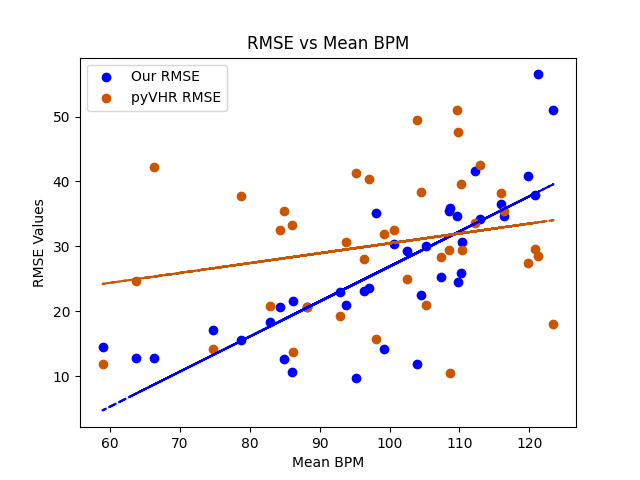 RMSE vs Mean BPM
Our RMSE
pyVHR RMSE
50
40
30
20
10
RMSE Values
60 70 80 90 100 110 120
Mean BPM